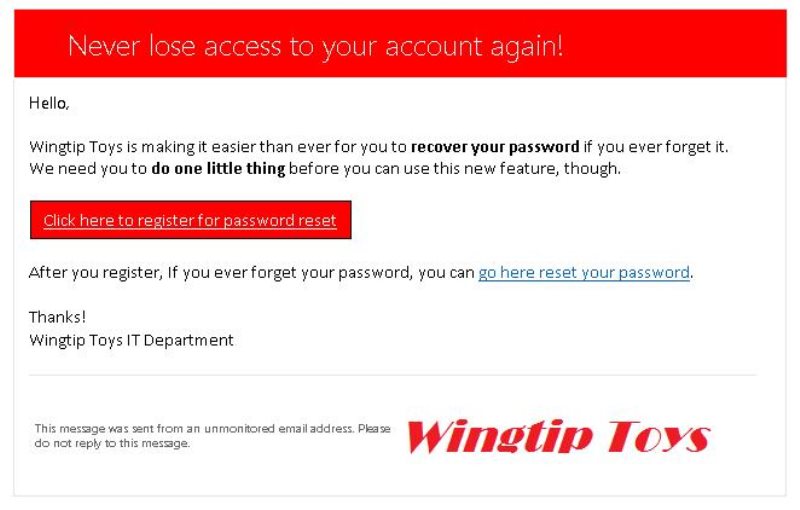 Never lose access to your account again!
Hello,
Wingtip Toys is making it easier than ever for you to recover your password if you ever forget it.
We need you to do one little thing before you can use this new feature, though.
Click here to register for password reset
After you register, If you ever forget your password, you can go here reset your password.
Thanks!
Wingtip Toys IT Department
This message was sent from an unmonitored email address. Please
do not reply to this message.
Wingtip Toys